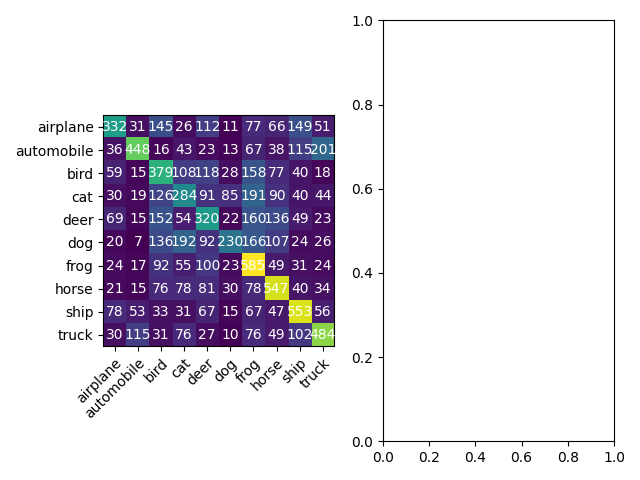 airplane 332 31 145 26 112 11 77 66 149 51
automobile 36 448 16 43 23 13 67 38 115 201
bird 59 15 379 108 118 28 158 77 40 18
cat 30 19 126 284 91 85 191 90 40 44
deer 69 15 152 54 320 22 160 136 49 23
dog 20 7 136 192 92 230 166 107 24 26
frog 24 17 92 55 100 23 585 49 31 24
horse 21 15 76 78 81 30 78 547 40 34
ship 78 53 33 31 67 15 67 47 553 56
truck 30 115 31 76 27 10 76 49 102 484
airplane automobile bird cat deer dog frog horse ship truck
1.0
0.8
0.6
0.4
0.2
0.0
0.0 0.2 0.4 0.6 0.8 1.0